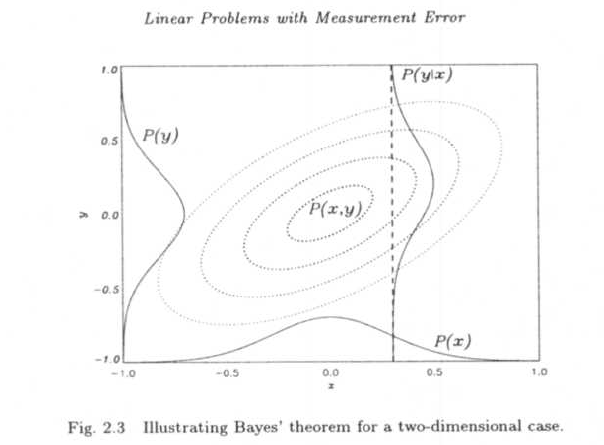 Linear Problems with Measurement Error
1.0
P(y|x)
P(y)
0.5
y
0.0
P(x,y)
-0.5
P(x)
-1.0
-1.0
-0.5
0.0
0.5
1.0
x
Fig. 2.3 Illustrating Bayes' theorem for a two-dimensional case.